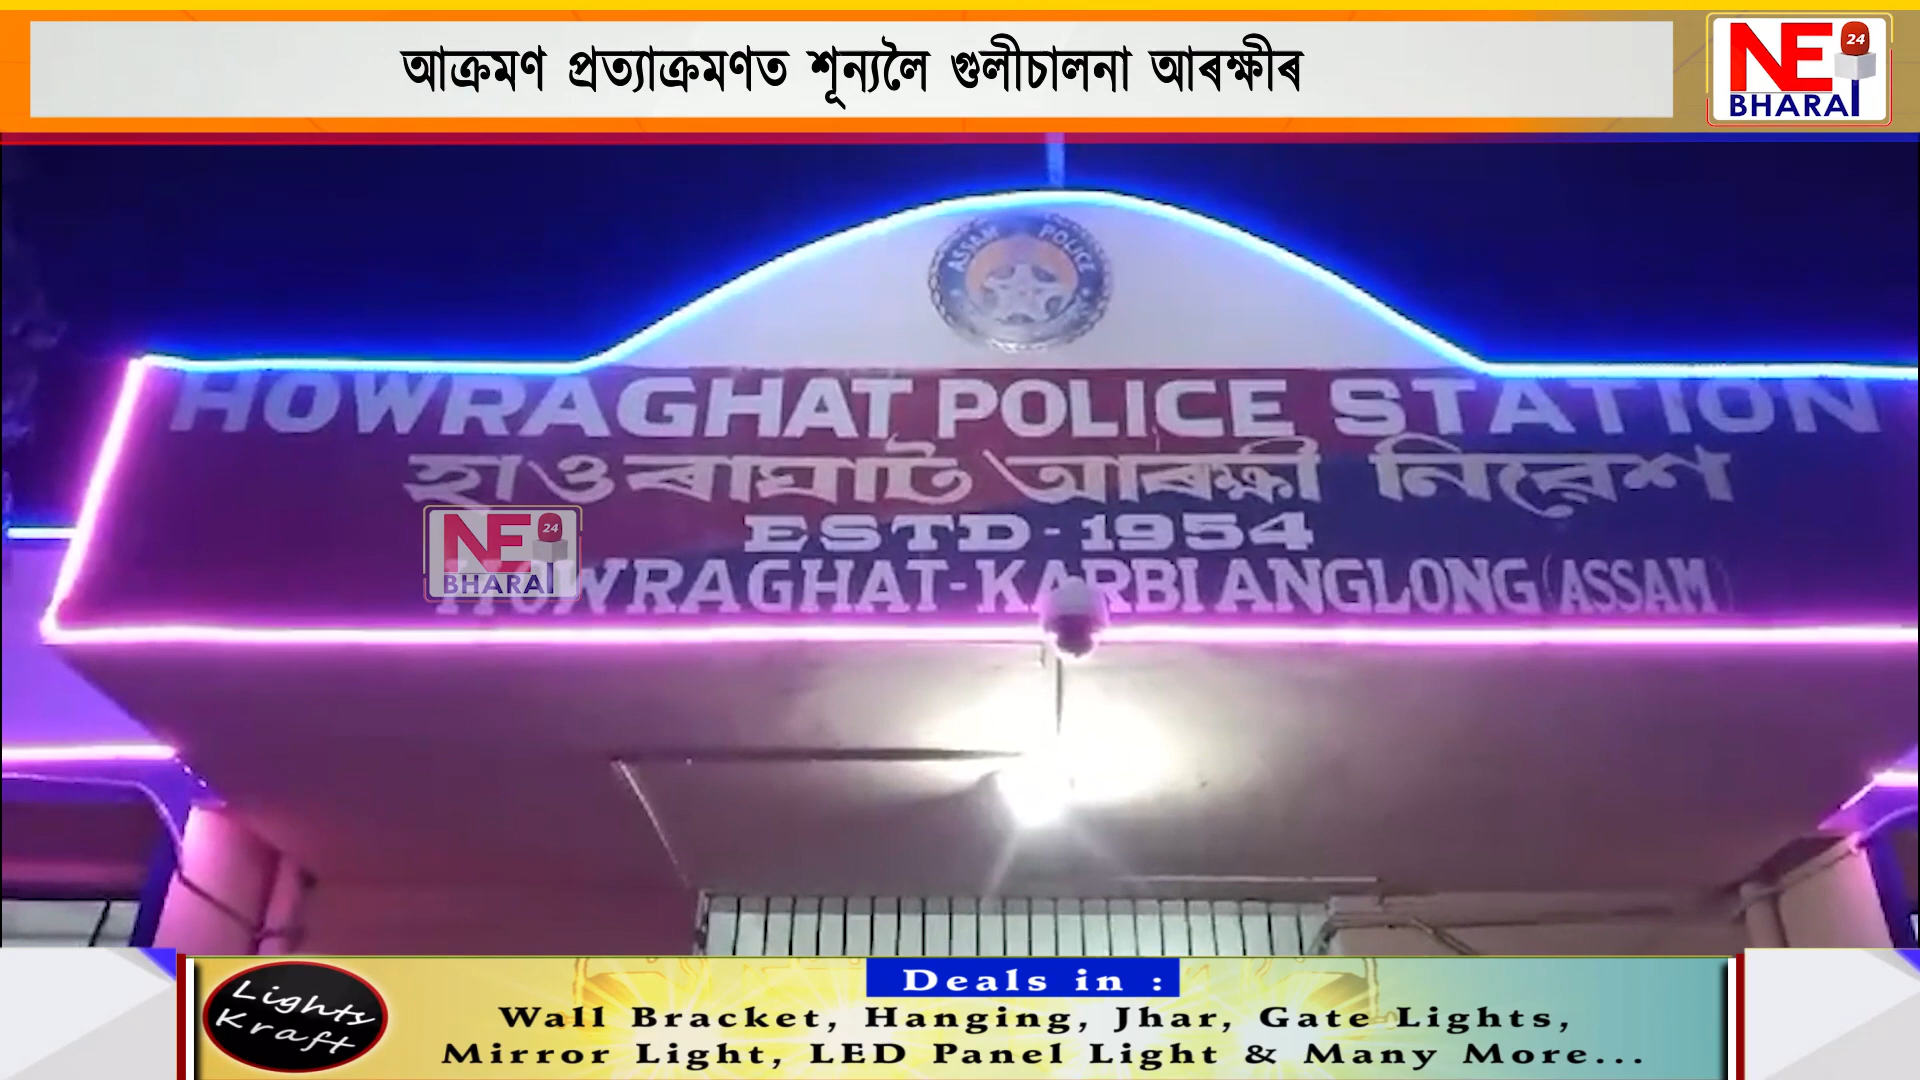 আক্ৰমণ প্ৰত্যাক্ৰমণত শূন্যলৈ গুলীচালনা আৰক্ষীৰ
NE 24
BHARAT
ASSAM POLICE
HOWRAGHAT POLICE STATION
হাওৰাঘাট আৰক্ষী নিৱেশ
ESTD-1954
HOWRAGHAT-KARBI ANGLONG (ASSAM)
NE 24
BHARAT
Lights
Kraft
Deals in :
Wall Bracket, Hanging, Jhar, Gate Lights,
Mirror Light, LED Panel Light & Many More...